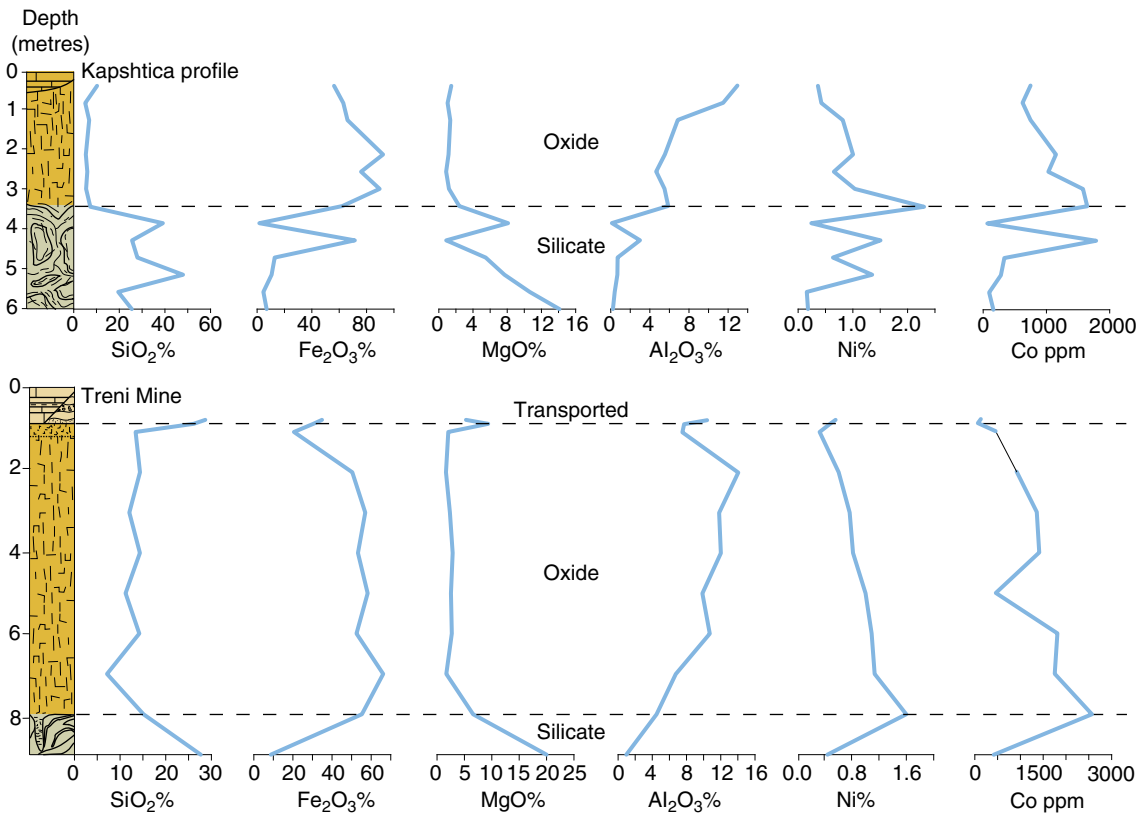 Depth
(metres)
Kapshtica profile
0
1
2
3
4
5
6
Oxide
Silicate
0 20 40 60
SiO₂%
0 40 80
Fe₂O₃%
0 4 8 12 16
MgO%
0 4 8 12
Al₂O₃%
0.0 1.0 2.0
Ni%
0 1000 2000
Co ppm
Treni Mine
0
2
4
6
8
Transported
Oxide
Silicate
0 10 20 30
SiO₂%
0 20 40 60
Fe₂O₃%
0 5 10 15 20 25
MgO%
0 4 8 12 16
Al₂O₃%
0.0 0.8 1.6
Ni%
0 1500 3000
Co ppm